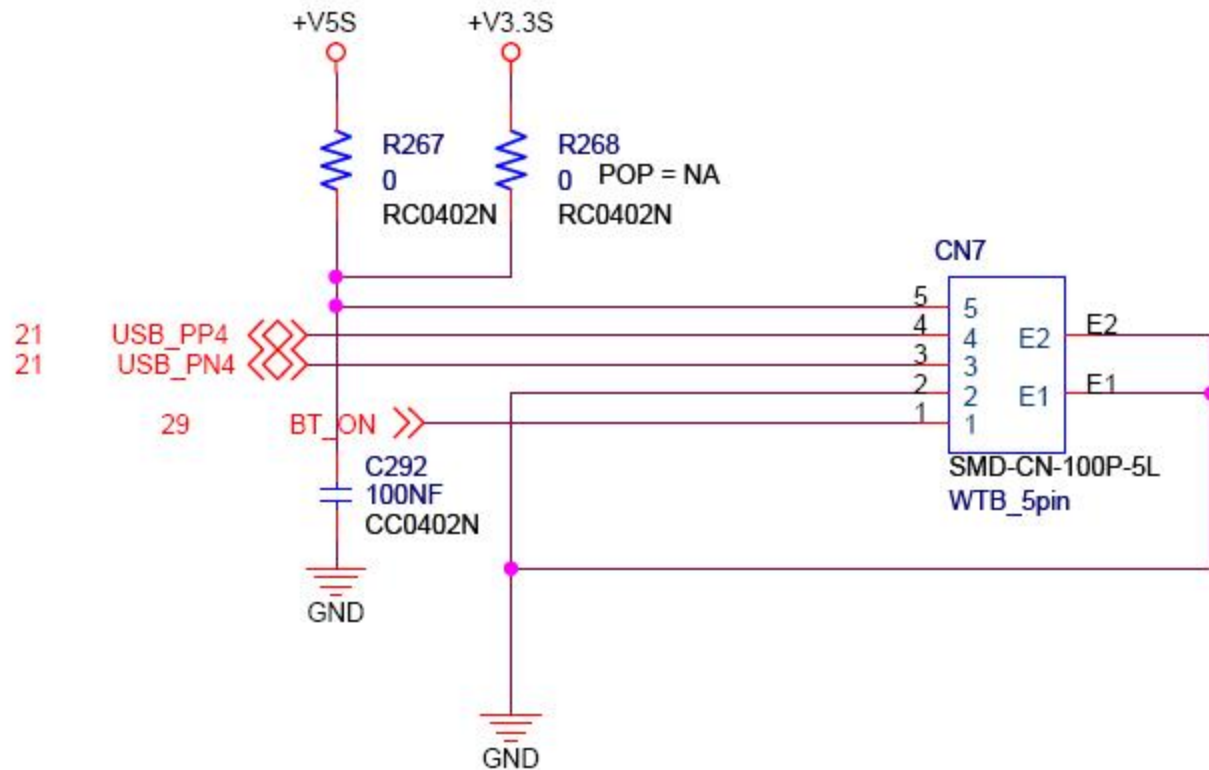 +V5S
+V3.3S
R267
0
RC0402N
R268
0 POP = NA
RC0402N
CN7
21 USB_PP4
21 USB_PN4
29 BT_ON
5
4
3
2
1
5
4
3
2
1
E2
E1
E2
E1
SMD-CN-100P-5L
WTB_5pin
C292
100NF
CC0402N
GND
GND